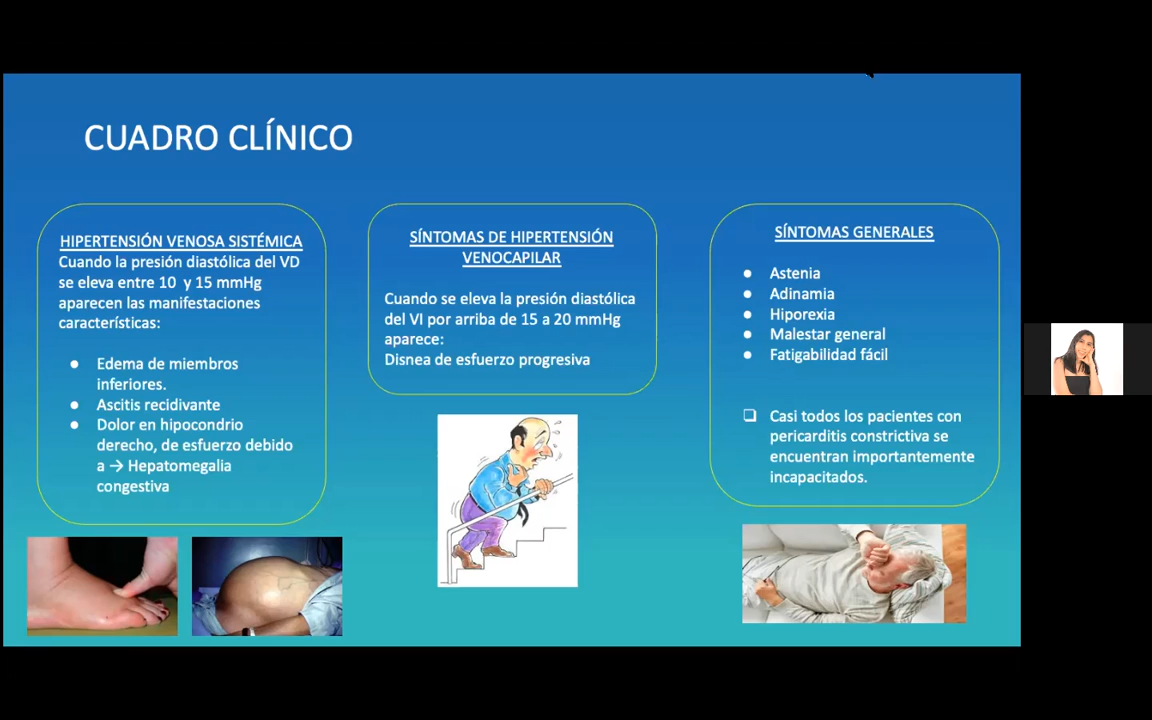 CUADRO CLÍNICO
HIPERTENSIÓN VENOSA SISTÉMICA
Cuando la presión diastólica del VD
se eleva entre 10 y 15 mmHg
aparecen las manifestaciones
características:
● Edema de miembros
inferiores.
● Ascitis recidivante
● Dolor en hipocondrio
derecho, de esfuerzo debido
a → Hepatomegalia
congestiva
SÍNTOMAS DE HIPERTENSIÓN
VENOCAPILAR
Cuando se eleva la presión diastólica
del VI por arriba de 15 a 20 mmHg
aparece:
Disnea de esfuerzo progresiva
SÍNTOMAS GENERALES
● Astenia
● Adinamia
● Hiporexia
● Malestar general
● Fatigabilidad fácil
❑ Casi todos los pacientes con
pericarditis constrictiva se
encuentran importantemente
incapacitados.